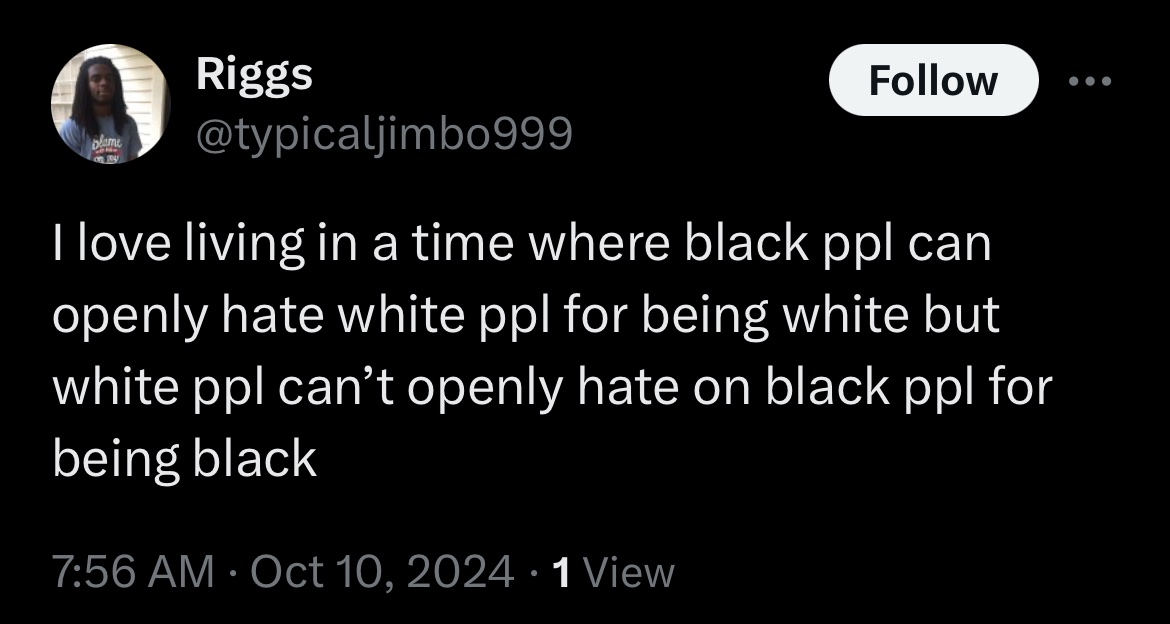 Riggs
Follow
@typicaljimbo999
I love living in a time where black ppl can
openly hate white ppl for being white but
white ppl can’t openly hate on black ppl for
being black
7:56 AM · Oct 10, 2024 · 1 View